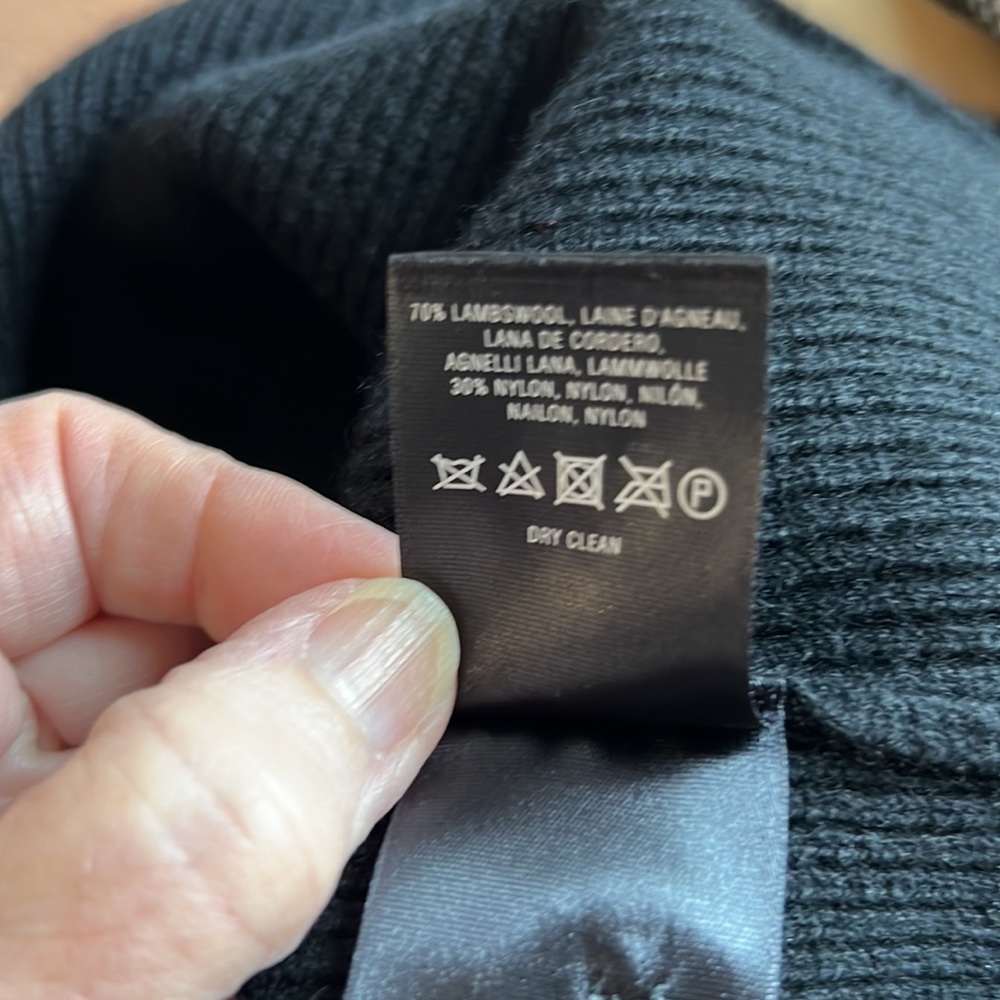 70% LAMBSWOOL, LAINE D'AGNEAU,
LANA DE CORDERO,
AGNELLI LANA, LAMMWOLLE
30% NYLON, NYLON, NILÓN,
NAILON, NYLON
P
DRY CLEAN